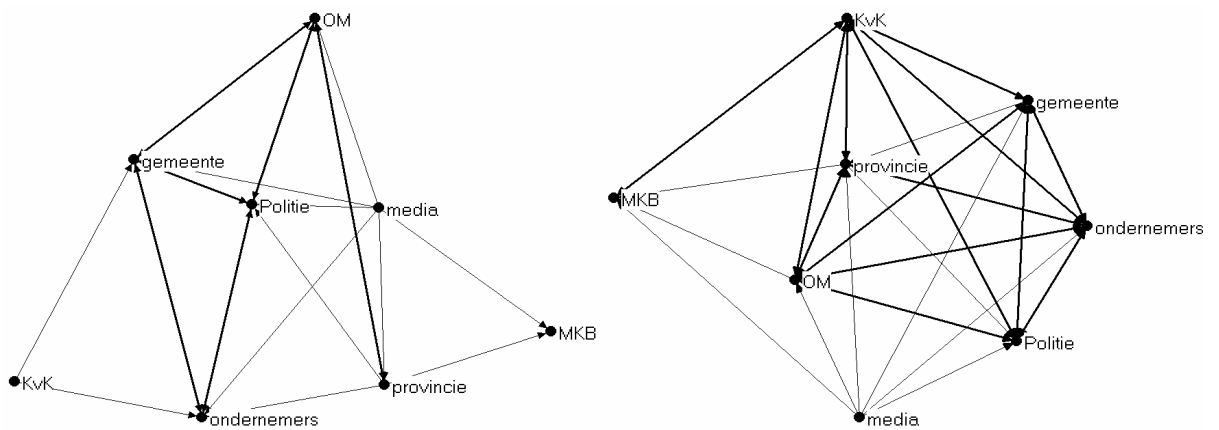 OM
gemeente
Politie
media
MKB
KvK
provincie
ondernemers
KvK
gemeente
provincie
MKB
ondernemers
OM
Politie
media